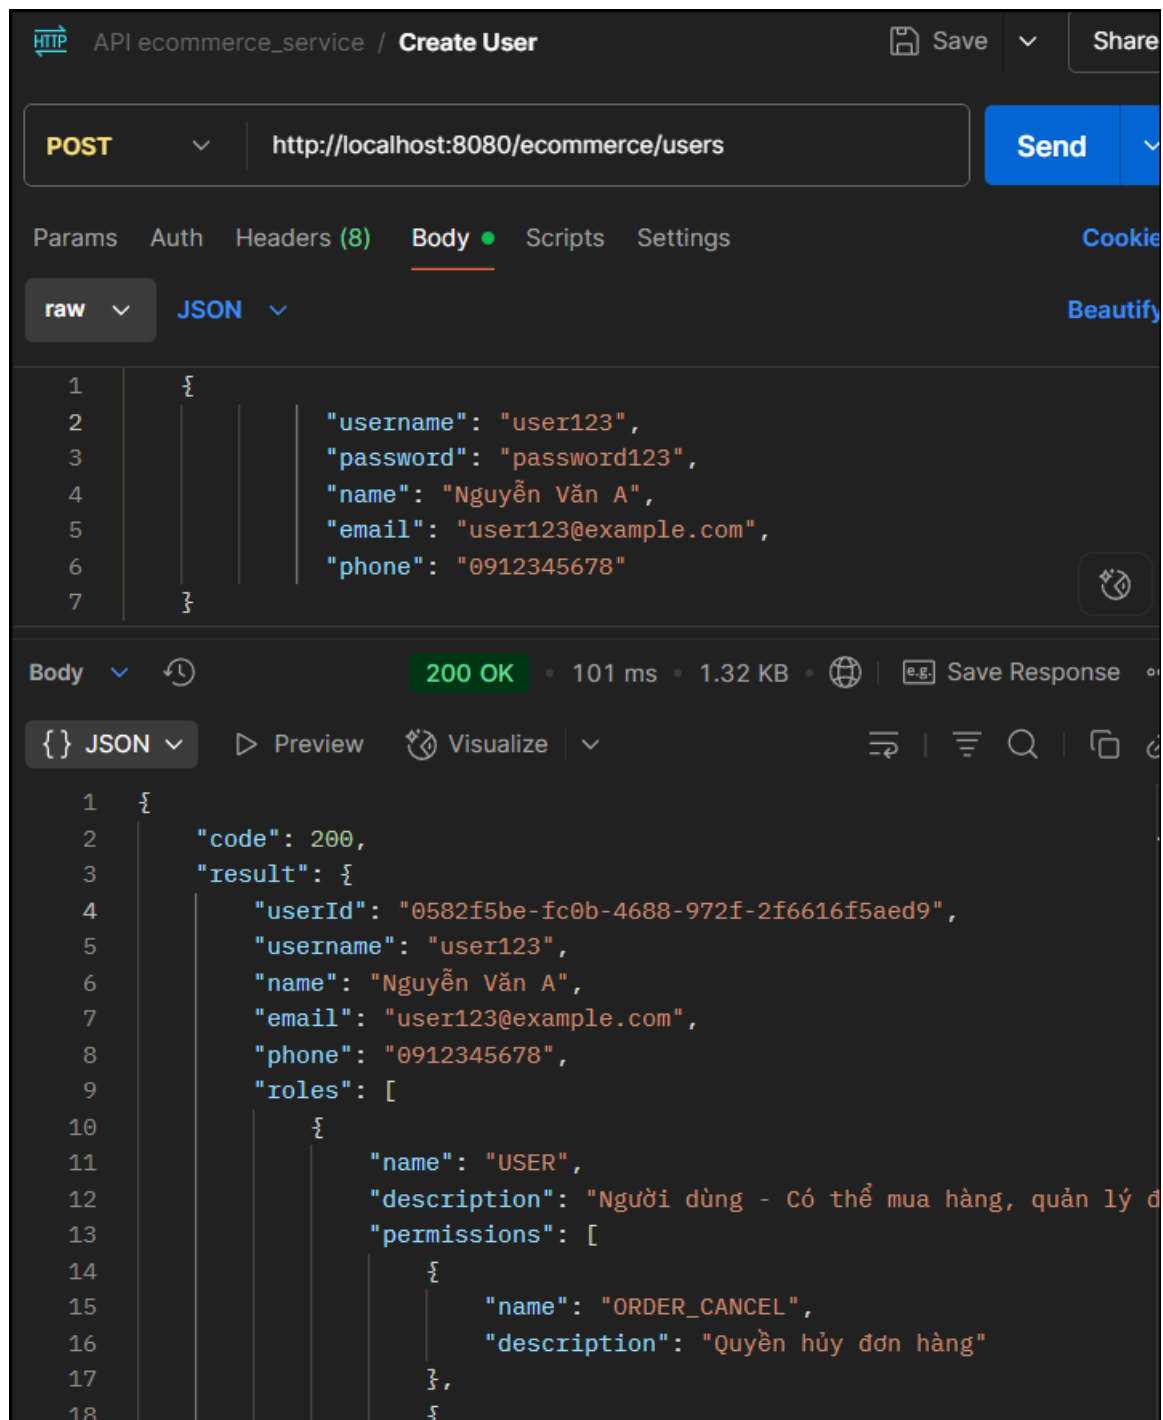 HTTP API ecommerce_service / Create User Save Share
POST http://localhost:8080/ecommerce/users Send
Params Auth Headers (8) Body Scripts Settings Cookie
raw JSON Beautify
1 {
2 "username": "user123",
3 "password": "password123",
4 "name": "Nguyễn Văn A",
5 "email": "user123@example.com",
6 "phone": "0912345678"
7 }
Body 200 OK • 101 ms • 1.32 KB • e.g. Save Response
{} JSON Preview Visualize
1 {
2 "code": 200,
3 "result": {
4 "userId": "0582f5be-fc0b-4688-972f-2f6616f5aed9",
5 "username": "user123",
6 "name": "Nguyễn Văn A",
7 "email": "user123@example.com",
8 "phone": "0912345678",
9 "roles": [
10 {
11 "name": "USER",
12 "description": "Người dùng - Có thể mua hàng, quản lý đ
13 "permissions": [
14 {
15 "name": "ORDER_CANCEL",
16 "description": "Quyền hủy đơn hàng"
17 },
18 {